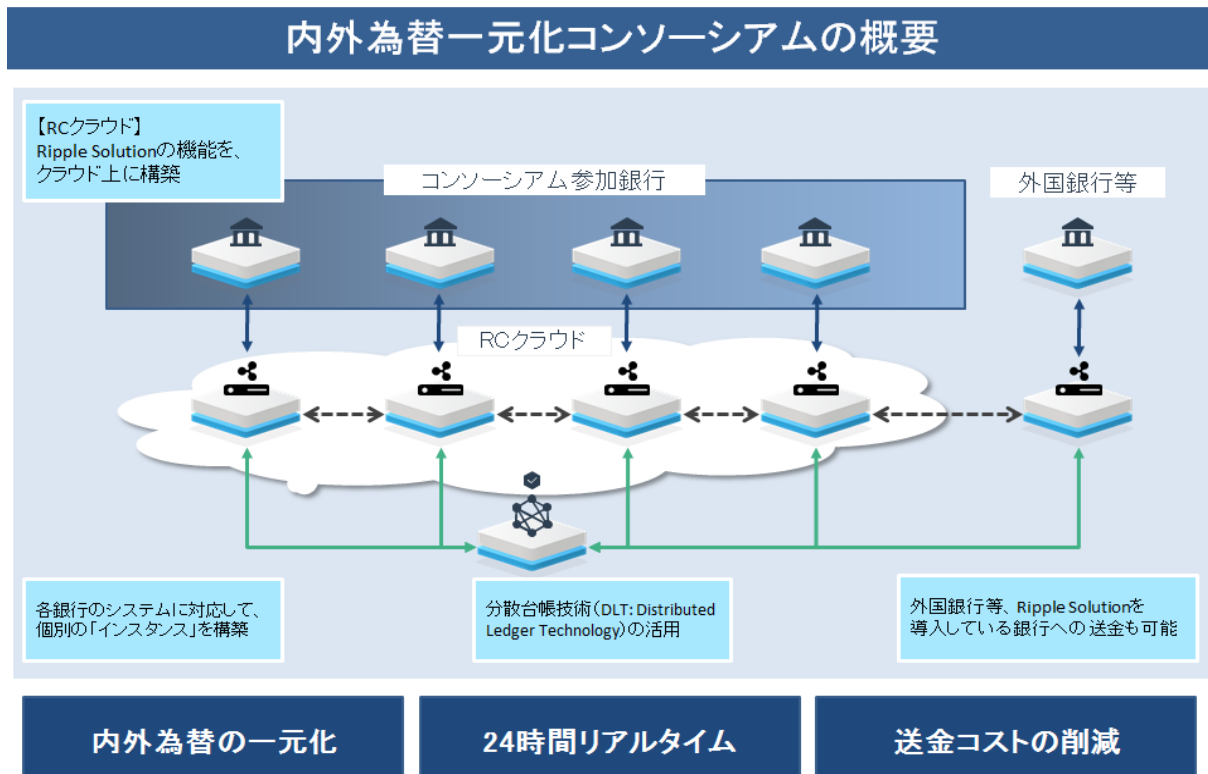 内外為替一元化コンソーシアムの概要
【RCクラウド】
Ripple Solutionの機能を、
クラウド上に構築
コンソーシアム参加銀行
外国銀行等
RCクラウド
各銀行のシステムに対応して、
個別の「インスタンス」を構築
分散台帳技術(DLT: Distributed
Ledger Technology)の活用
外国銀行等、Ripple Solutionを
導入している銀行への送金も可能
内外為替の一元化
24時間リアルタイム
送金コストの削減